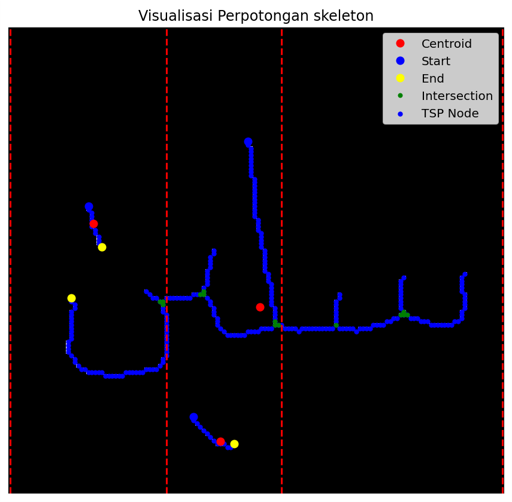 Visualisasi Perpotongan skeleton
Centroid
Start
End
Intersection
TSP Node